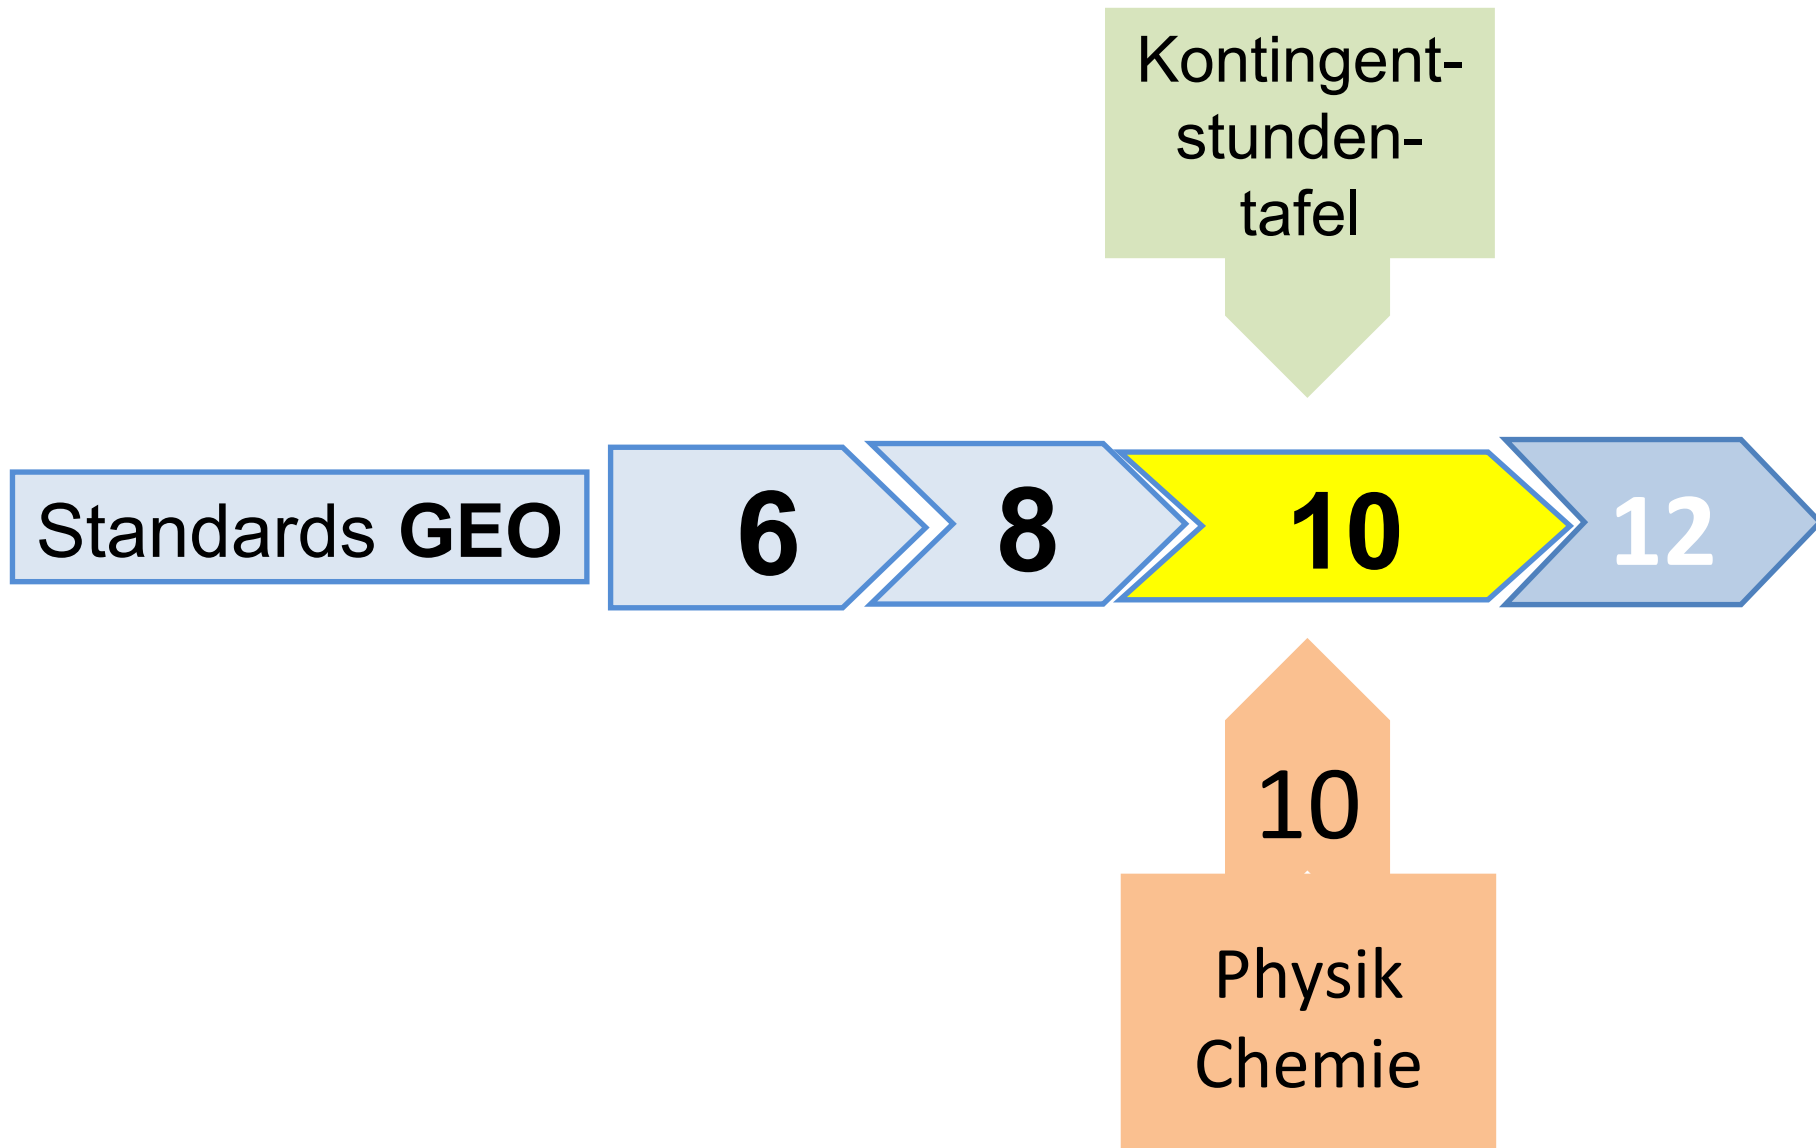 Kontingent-
stunden-
tafel
Standards GEO
6
8
10
12
10
Physik
Chemie